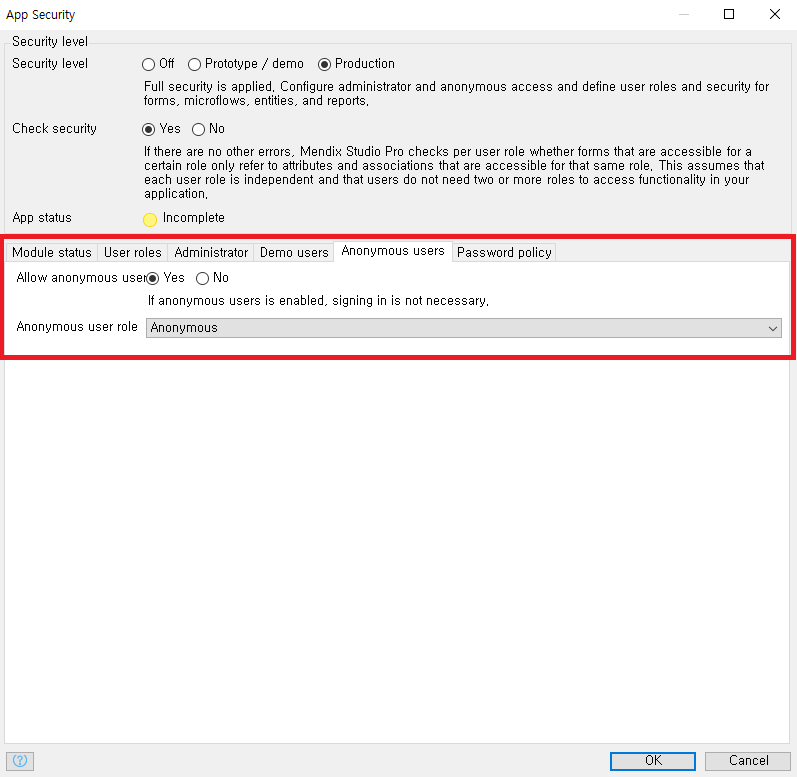 App Security
Security level
Security level Off Prototype / demo Production
Full security is applied. Configure administrator and anonymous access and define user roles and security for
forms, microflows, entities, and reports.
Check security Yes No
If there are no other errors, Mendix Studio Pro checks per user role whether forms that are accessible for a
certain role only refer to attributes and associations that are accessible for that same role. This assumes that
each user role is independent and that users do not need two or more roles to access functionality in your
application.
App status Incomplete
Module status User roles Administrator Demo users Anonymous users Password policy
Allow anonymous user Yes No
If anonymous users is enabled, signing in is not necessary.
Anonymous user role Anonymous
? OK Cancel